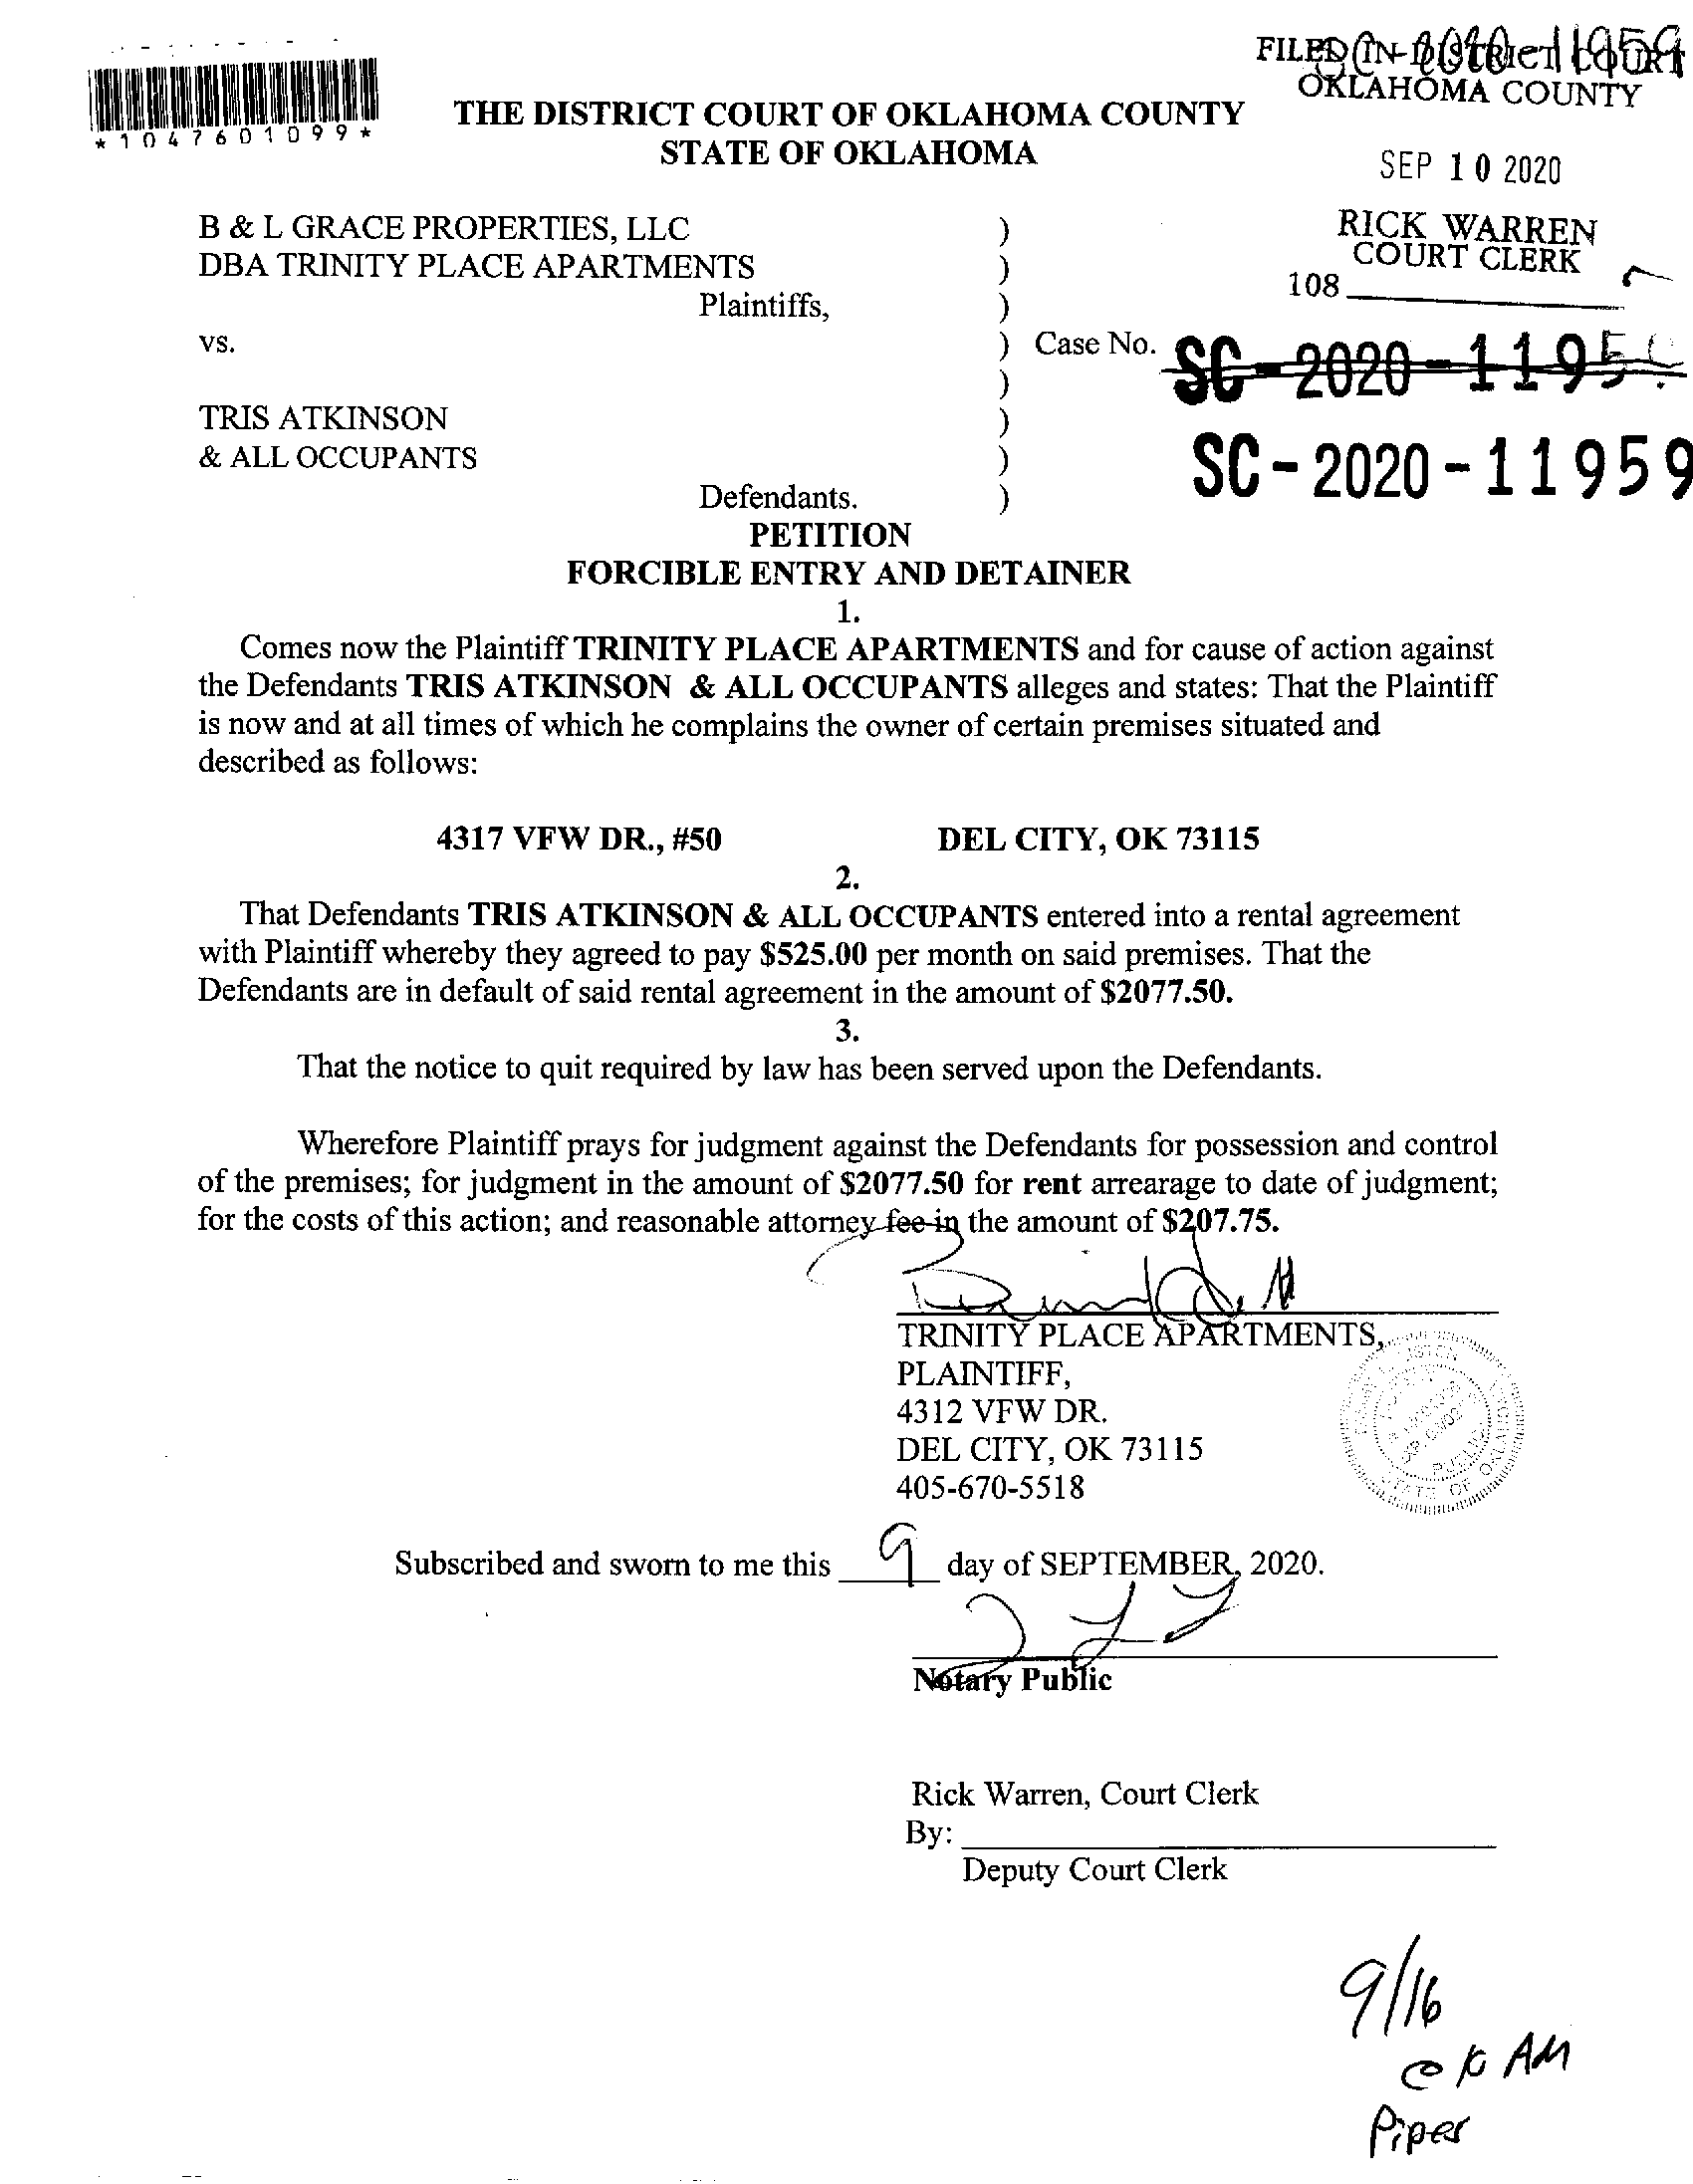 FILED IN DISTRICT COURT
OKLAHOMA COUNTY
*1047601099*
THE DISTRICT COURT OF OKLAHOMA COUNTY
STATE OF OKLAHOMA
SEP 10 2020
B & L GRACE PROPERTIES, LLC )
RICK WARREN
DBA TRINITY PLACE APARTMENTS )
COURT CLERK
Plaintiffs, )
108
vs. ) Case No. SC-2020-1195
)
TRIS ATKINSON )
& ALL OCCUPANTS )
SC-2020-11959
Defendants. )
PETITION
FORCIBLE ENTRY AND DETAINER
1.
Comes now the Plaintiff TRINITY PLACE APARTMENTS and for cause of action against
the Defendants TRIS ATKINSON & ALL OCCUPANTS alleges and states: That the Plaintiff
is now and at all times of which he complains the owner of certain premises situated and
described as follows:
4317 VFW DR., #50 DEL CITY, OK 73115
2.
That Defendants TRIS ATKINSON & ALL OCCUPANTS entered into a rental agreement
with Plaintiff whereby they agreed to pay $525.00 per month on said premises. That the
Defendants are in default of said rental agreement in the amount of $2077.50.
3.
That the notice to quit required by law has been served upon the Defendants.
Wherefore Plaintiff prays for judgment against the Defendants for possession and control
of the premises; for judgment in the amount of $2077.50 for rent arrearage to date of judgment;
for the costs of this action; and reasonable attorney fee in the amount of $207.75.
TRINITY PLACE APARTMENTS,
PLAINTIFF,
4312 VFW DR.
DEL CITY, OK 73115
405-670-5518
PUBLIC
STATE OF OKLAHOMA
Subscribed and sworn to me this 9 day of SEPTEMBER, 2020.
Notary Public
Rick Warren, Court Clerk
By:
Deputy Court Clerk
9/16
@ 10 AM
Piper